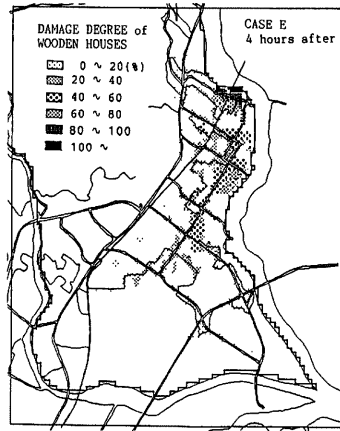 DAMAGE DEGREE of
WOODEN HOUSES
0 ~ 20(%)
20 ~ 40
40 ~ 60
60 ~ 80
80 ~ 100
100 ~
CASE E
4 hours after